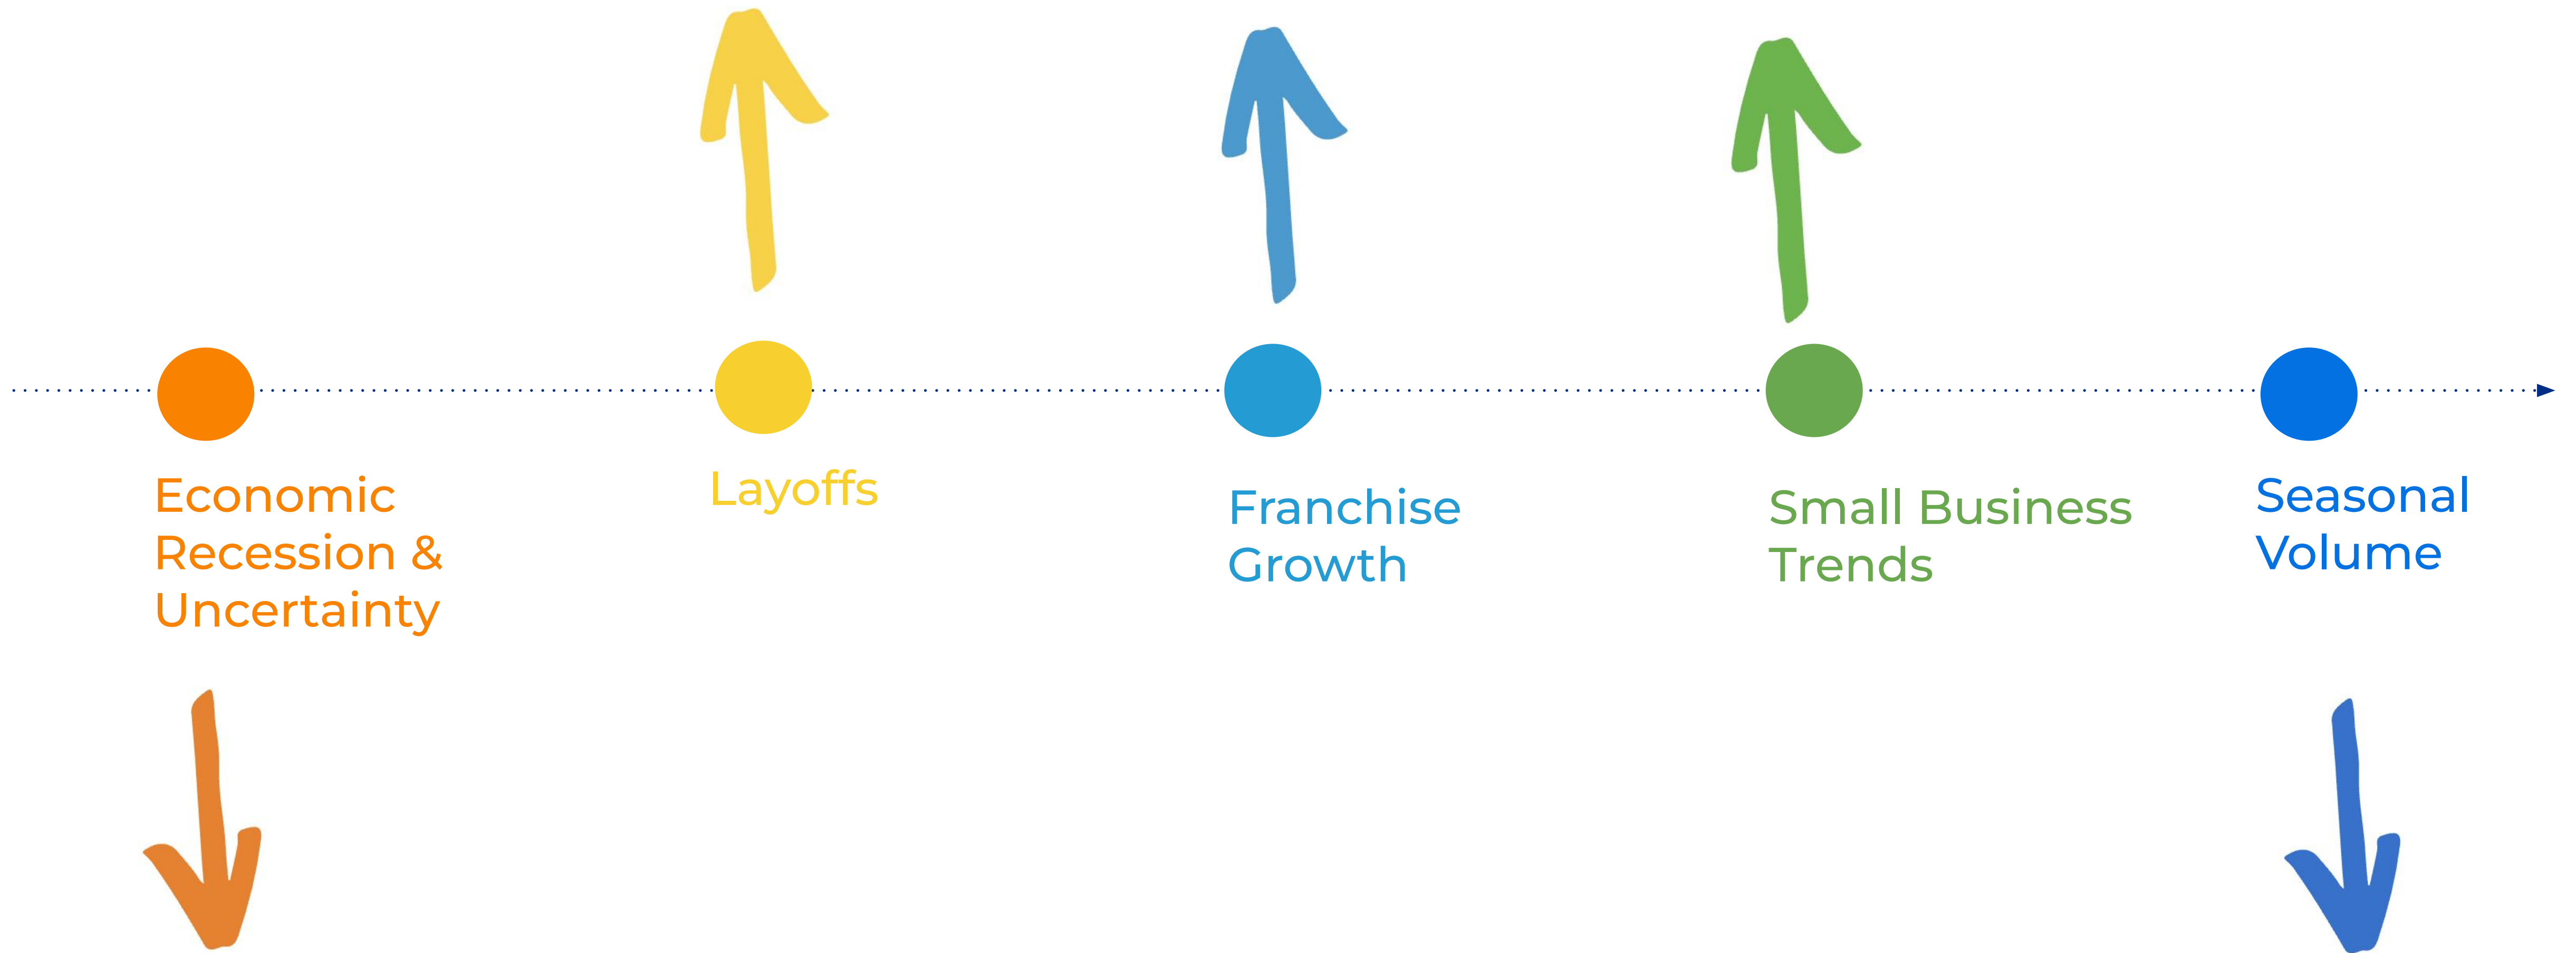 Economic
Recession &
Uncertainty
Layoffs
Franchise
Growth
Small Business
Trends
Seasonal
Volume